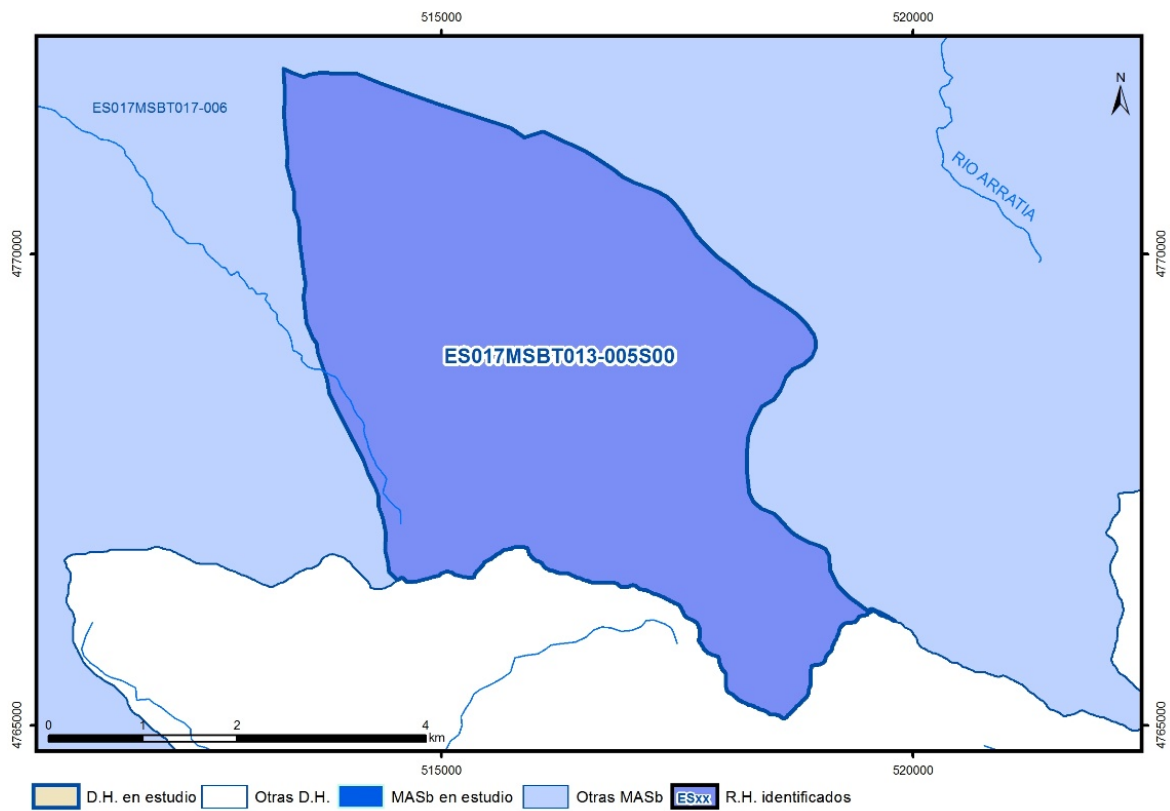 515000
520000
N
ES017MSBT017-006
RIO ARRATIA
4770000
4770000
ES017MSBT013-005S00
4765000
4765000
0 1 2 4
km
515000
520000
D.H. en estudio
Otras D.H.
MASb en estudio
Otras MASb
ESxx
R.H. identificados